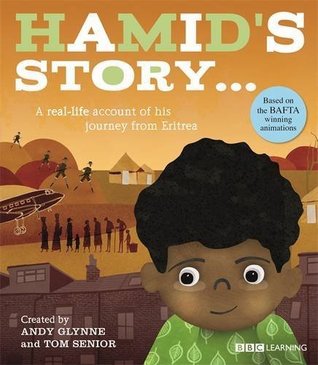 HAMID'S
STORY...
A real-life account of his
journey from Eritrea
Based on
the BAFTA
winning
animations
Created by
ANDY GLYNNE
and TOM SENIOR
BBC LEARNING